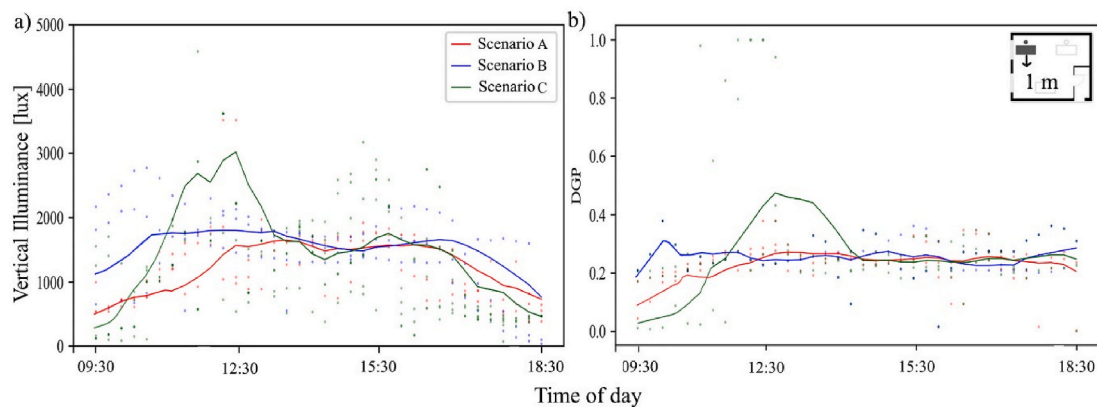 a)
5000
4000
3000
2000
1000
0
Vertical Illuminance [lux]
Scenario A
Scenario B
Scenario C
09:30
12:30
15:30
18:30
b)
1.0
0.8
0.6
0.4
0.2
0.0
DGP
1 m
09:30
12:30
15:30
18:30
Time of day